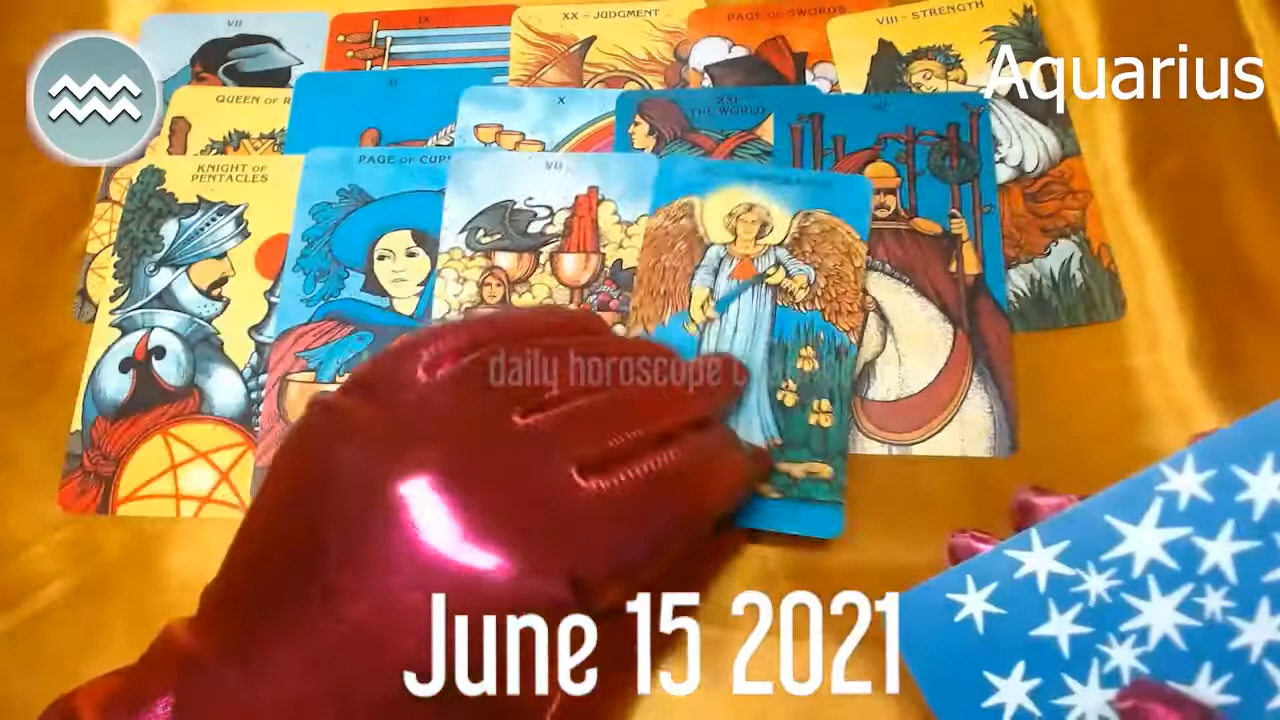 VII
IX
XX - JUDGMENT
PAGE OF SWORDS
VIII - STRENGTH
Aquarius
QUEEN OF R
II
X
XXI
THE WORLD
KNIGHT OF
PENTACLES
PAGE OF CUPS
VII
daily horoscope
June 15 2021